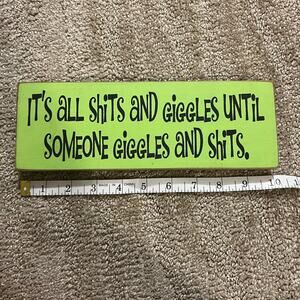 IT'S ALL SHITS AND GIGGLES UNTIL
SOMEONE GIGGLES AND SHITS.
1 2 3 4 5 6 7 8 9 10